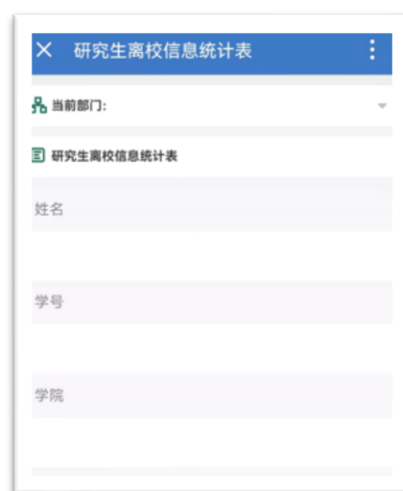 研究生离校信息统计表
当前部门:
研究生离校信息统计表
姓名
学号
学院